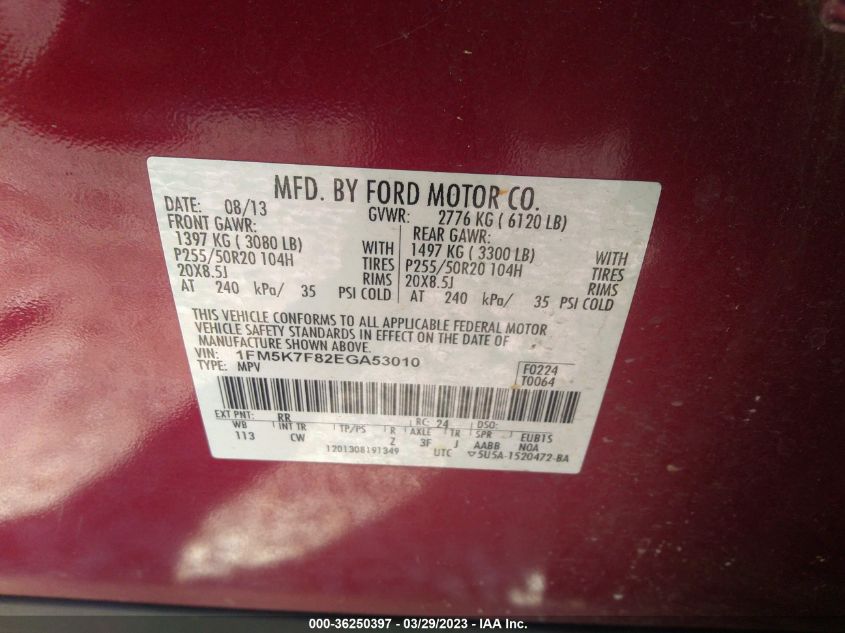 MFD. BY FORD MOTOR CO.
DATE: 08/13 GVWR: 2776 KG ( 6120 LB)
FRONT GAWR: REAR GAWR:
1397 KG ( 3080 LB) WITH 1497 KG ( 3300 LB) WITH
P255/50R20 104H TIRES P255/50R20 104H TIRES
20X8.5J RIMS 20X8.5J RIMS
AT 240 kPa/ 35 PSI COLD AT 240 kPa/ 35 PSI COLD
THIS VEHICLE CONFORMS TO ALL APPLICABLE FEDERAL MOTOR
VEHICLE SAFETY STANDARDS IN EFFECT ON THE DATE OF
MANUFACTURE SHOWN ABOVE.
VIN: 1FM5K7F82EGA53010
TYPE: MPV
F0224
T0064
EXT PNT: RR RC: 24 DSO:
WB INT TR TP/PS R AXLE TR SPR EUB1S
113 CW Z 3F J AABB NOA
1201308191349 UTC ▽5U5A-1520472-BA
000-36250397 — 03/29/2023 — IAA Inc.